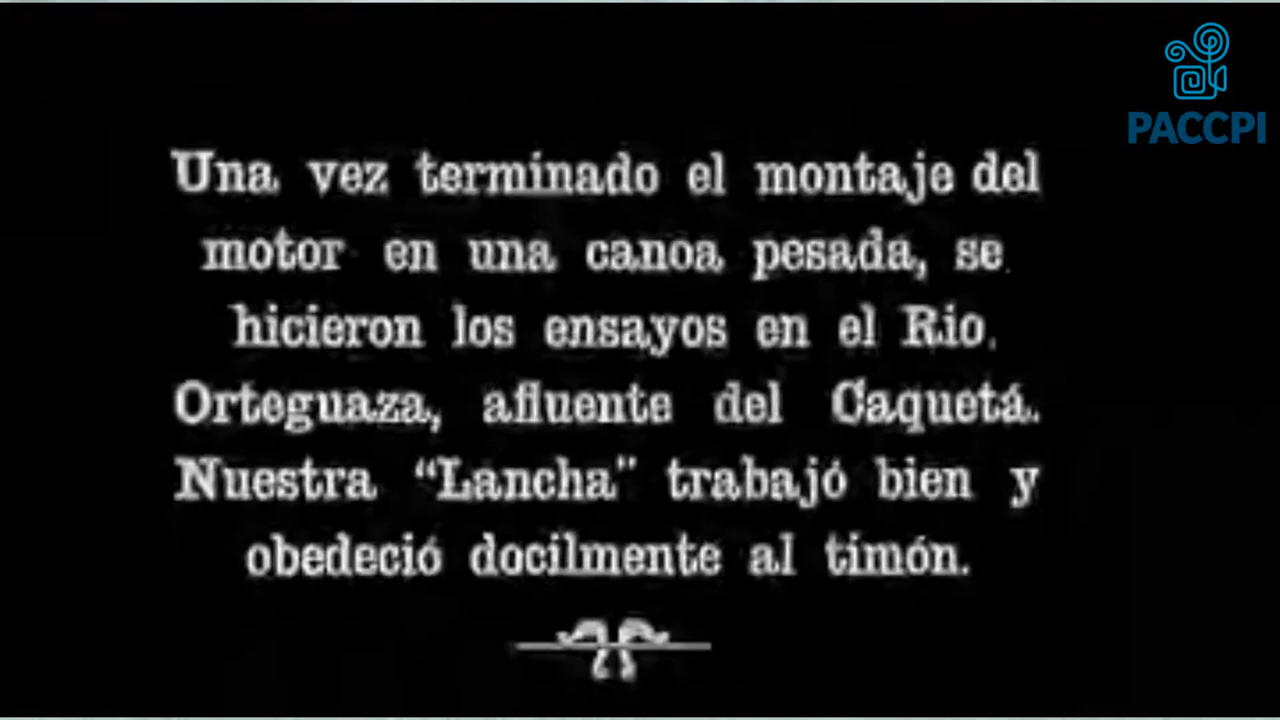 PACCPI
Una vez terminado el montaje del
motor en una canoa pesada, se
hicieron los ensayos en el Rio
Orteguaza, afluente del Caquetá.
Nuestra “Lancha” trabajó bien y
obedeció docilmente al timón.